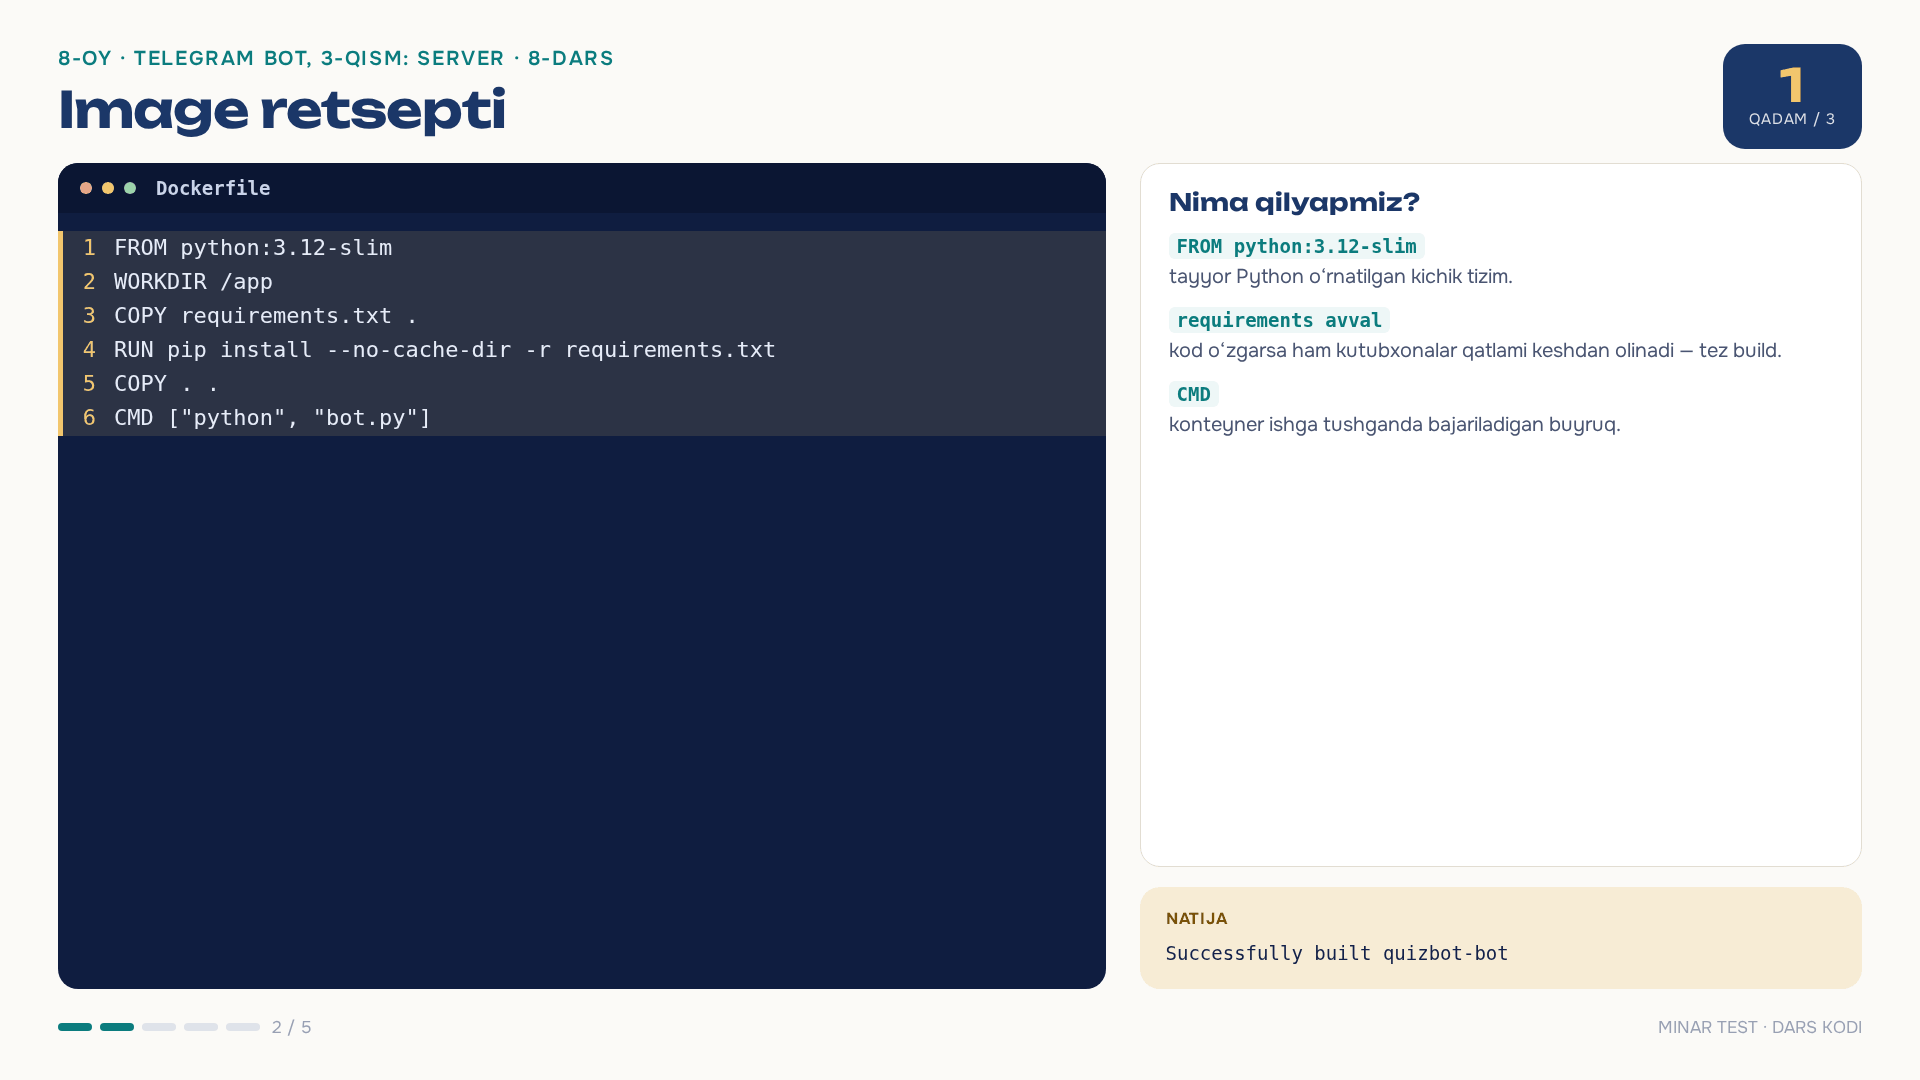 8-OY · TELEGRAM BOT, 3-QISM: SERVER · 8-DARS
Image retsepti
1
QADAM / 3
Dockerfile
1 FROM python:3.12-slim
2 WORKDIR /app
3 COPY requirements.txt .
4 RUN pip install --no-cache-dir -r requirements.txt
5 COPY . .
6 CMD ["python", "bot.py"]
Nima qilyapmiz?
FROM python:3.12-slim
tayyor Python oʻrnatilgan kichik tizim.
requirements avval
kod oʻzgarsa ham kutubxonalar qatlami keshdan olinadi — tez build.
CMD
konteyner ishga tushganda bajariladigan buyruq.
NATIJA
Successfully built quizbot-bot
2 / 5
MINAR TEST · DARS KODI